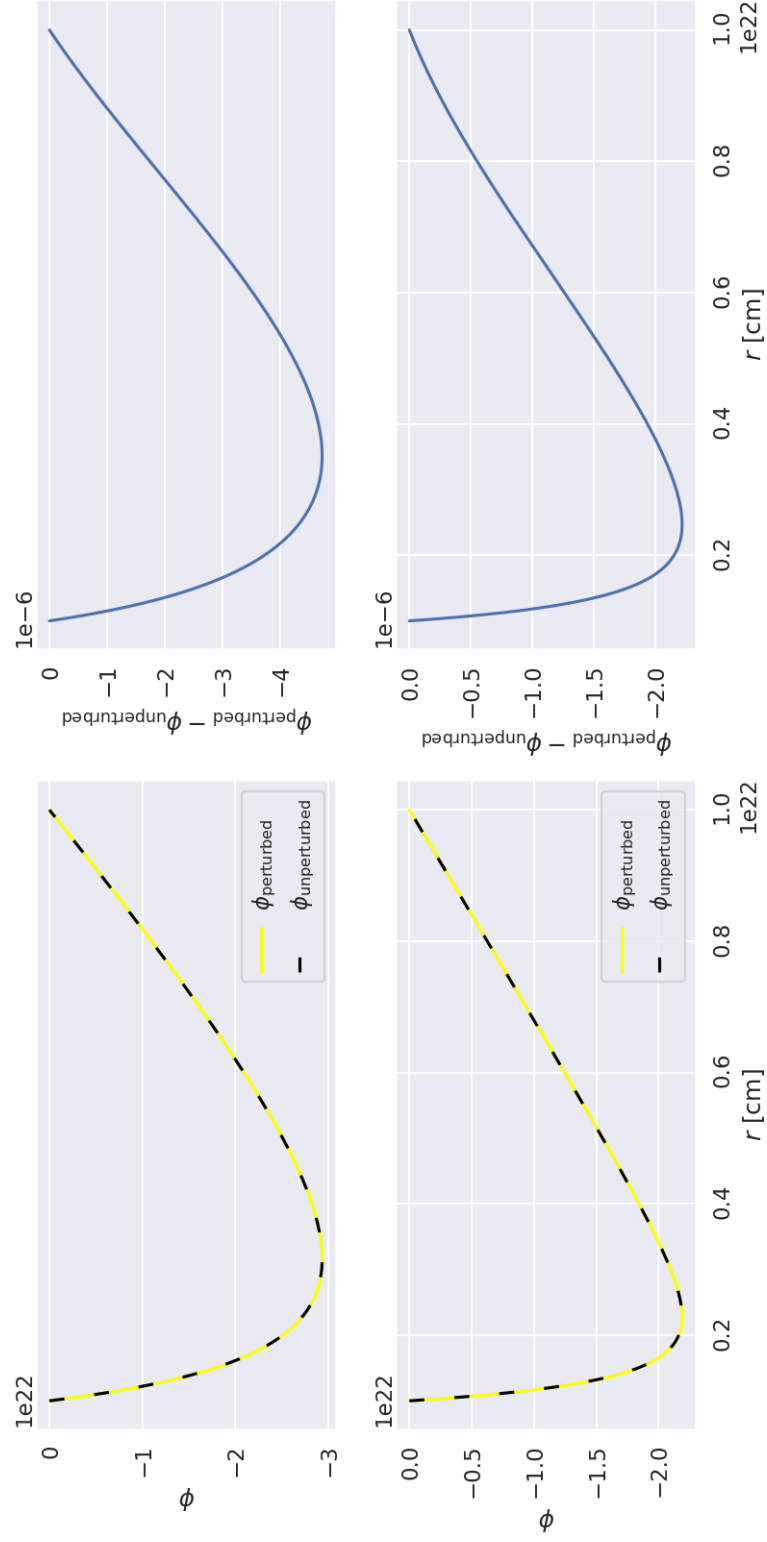 1e22
0
−1
−2
−3
ϕ
ϕperturbed
ϕunperturbed
1e−6
0
−1
−2
−3
−4
ϕperturbed − ϕunperturbed
1e22
0.0
−0.5
−1.0
−1.5
−2.0
ϕ
ϕperturbed
ϕunperturbed
0.2 0.4 0.6 0.8 1.0
r [cm]
1e22
1e−6
0.0
−0.5
−1.0
−1.5
−2.0
ϕperturbed − ϕunperturbed
0.2 0.4 0.6 0.8 1.0
r [cm]
1e22